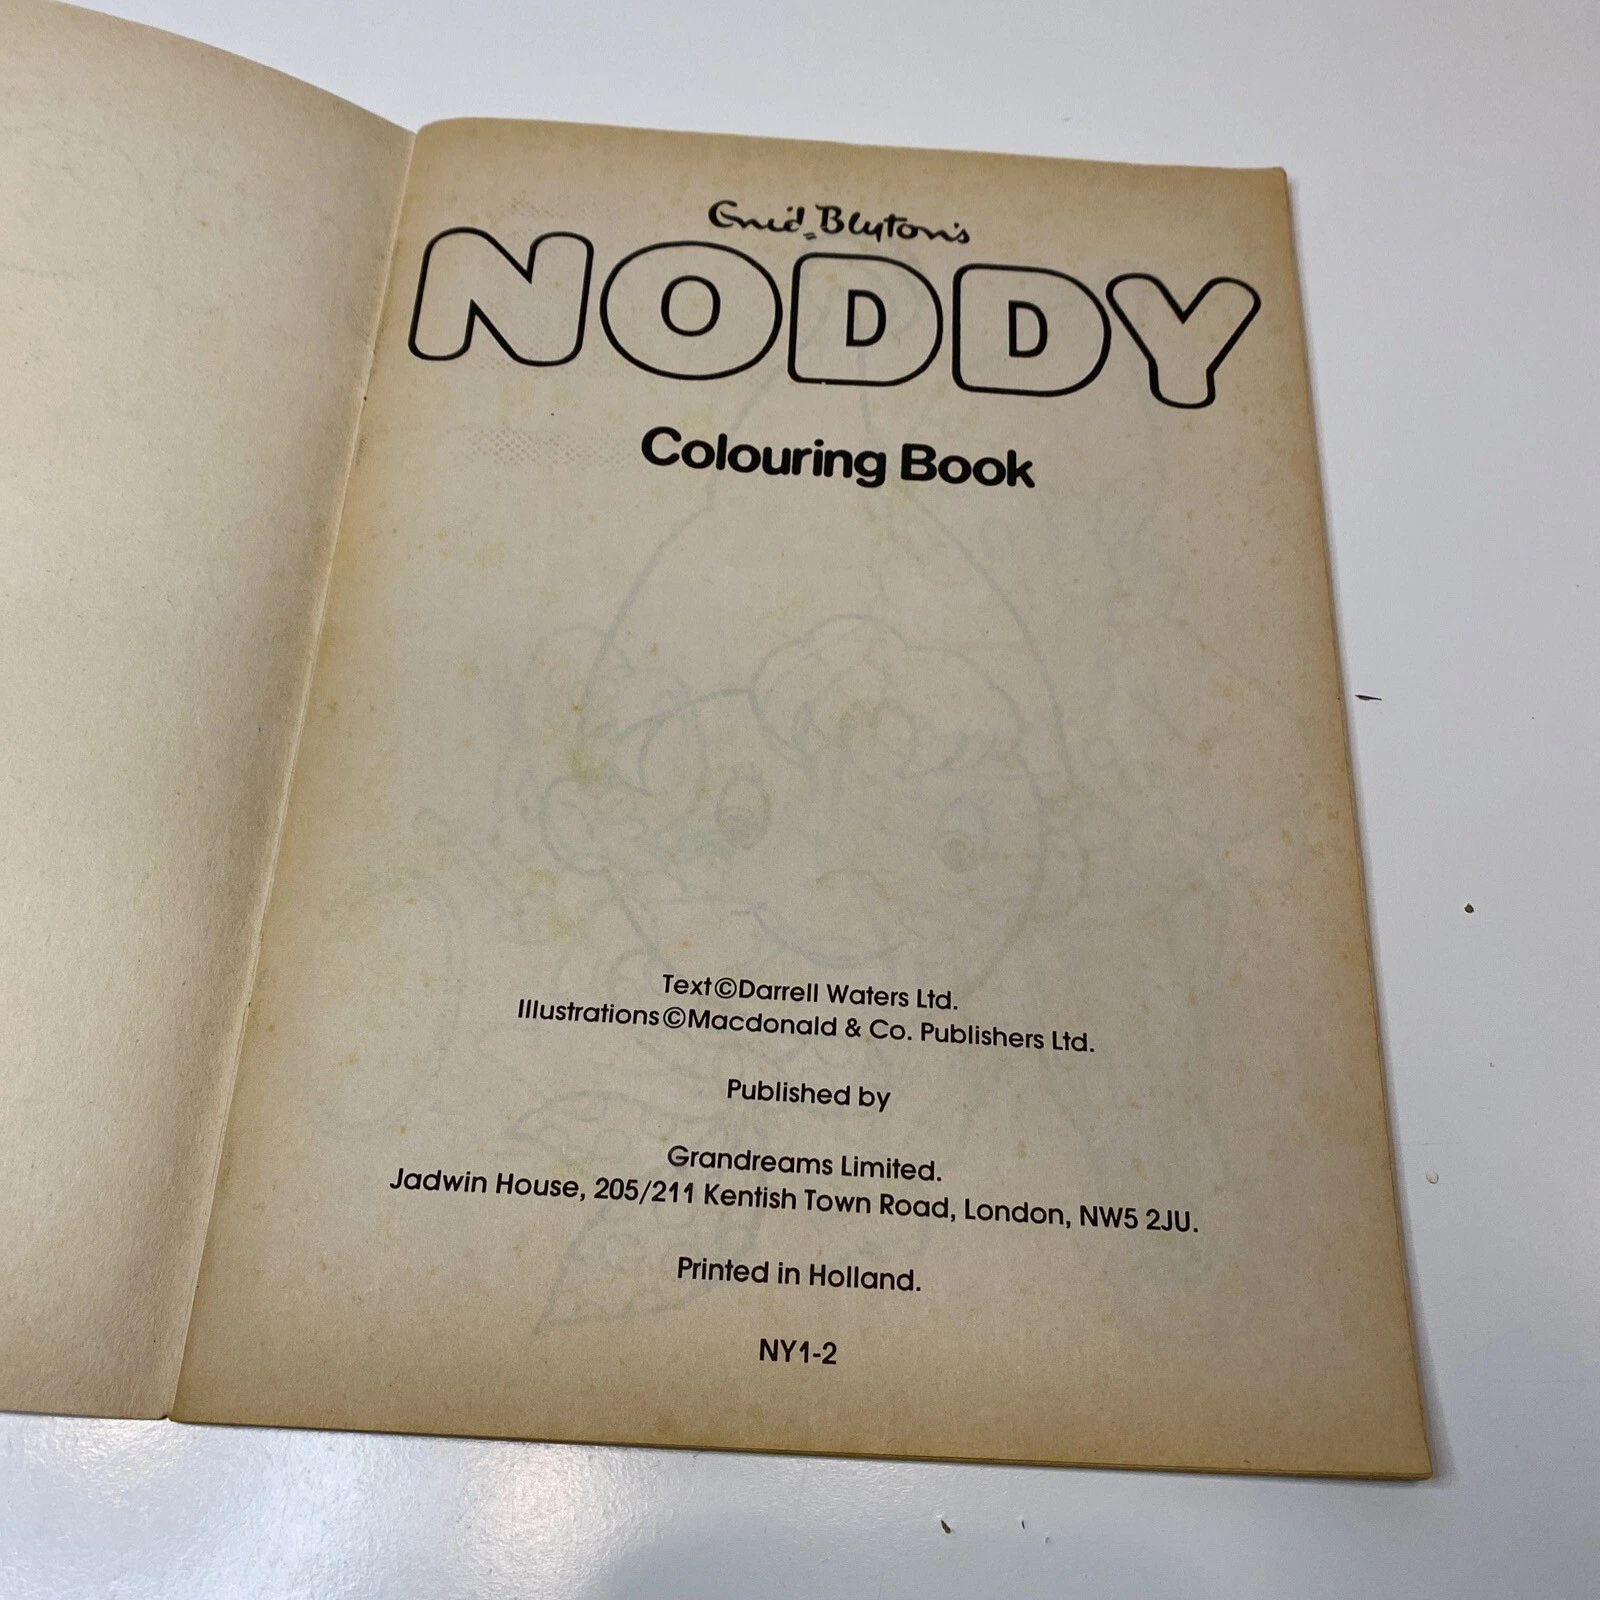 Enid Blyton's
NODDY
Colouring Book
Text©Darrell Waters Ltd.
Illustrations©Macdonald & Co. Publishers Ltd.
Published by
Grandreams Limited.
Jadwin House, 205/211 Kentish Town Road, London, NW5 2JU.
Printed in Holland.
NY1-2